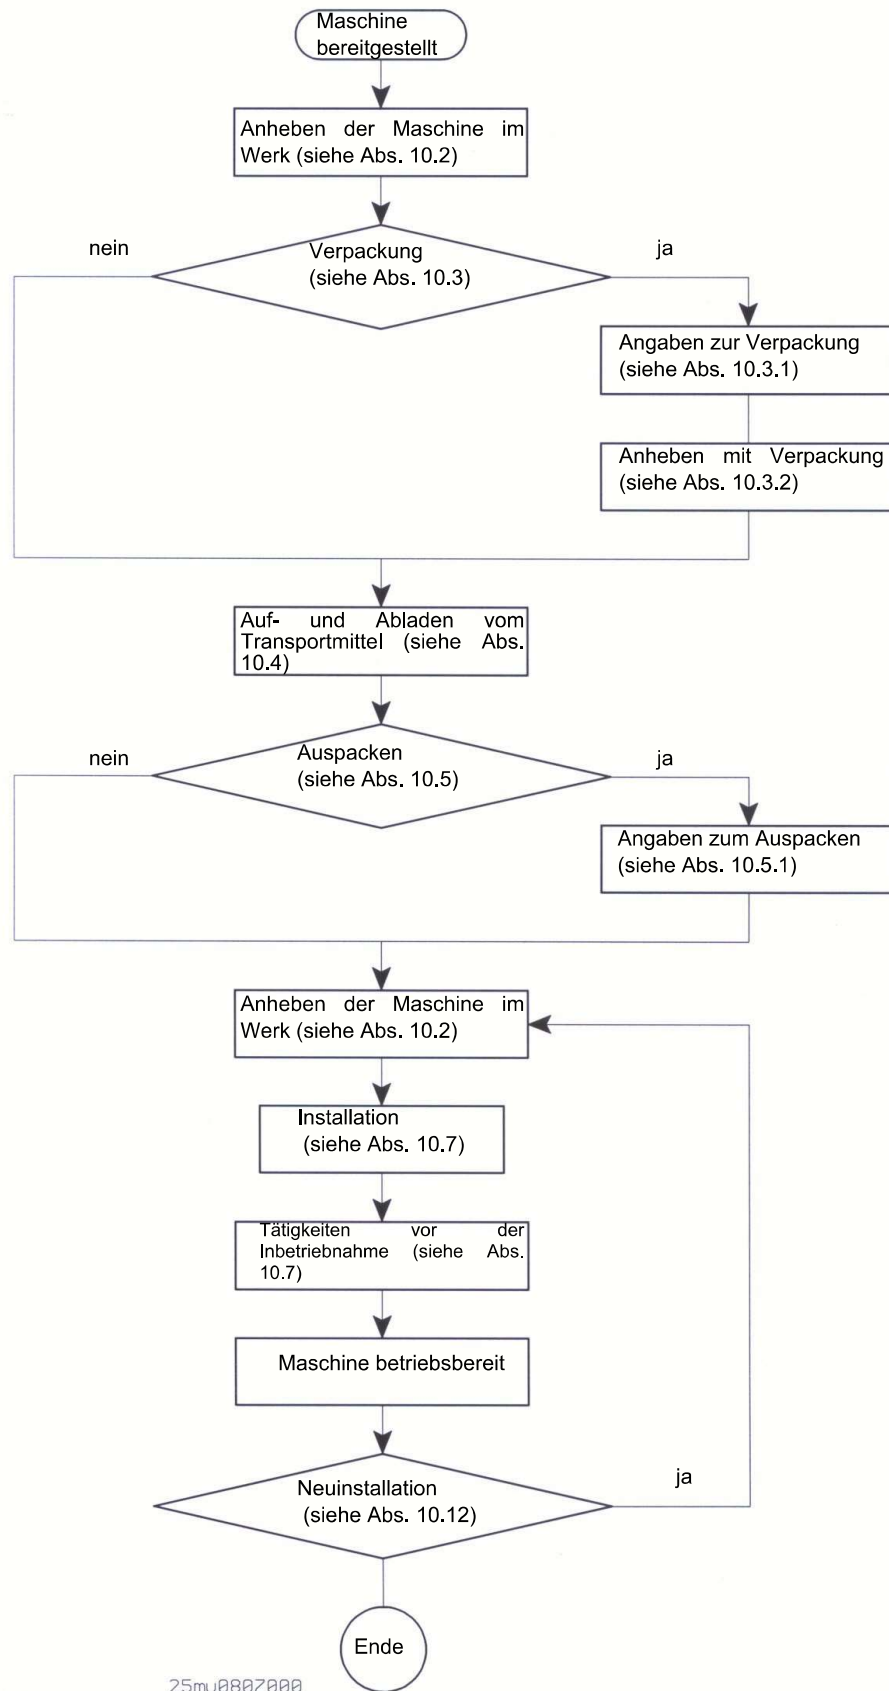 Maschine
bereitgestellt
Anheben der Maschine im
Werk (siehe Abs. 10.2)
nein
Verpackung
(siehe Abs. 10.3)
ja
Angaben zur Verpackung
(siehe Abs. 10.3.1)
Anheben mit Verpackung
(siehe Abs. 10.3.2)
Auf- und Abladen vom
Transportmittel (siehe Abs.
10.4)
nein
Auspacken
(siehe Abs. 10.5)
ja
Angaben zum Auspacken
(siehe Abs. 10.5.1)
Anheben der Maschine im
Werk (siehe Abs. 10.2)
Installation
(siehe Abs. 10.7)
Tätigkeiten vor der
Inbetriebnahme (siehe Abs.
10.7)
Maschine betriebsbereit
Neuinstallation
(siehe Abs. 10.12)
ja
Ende